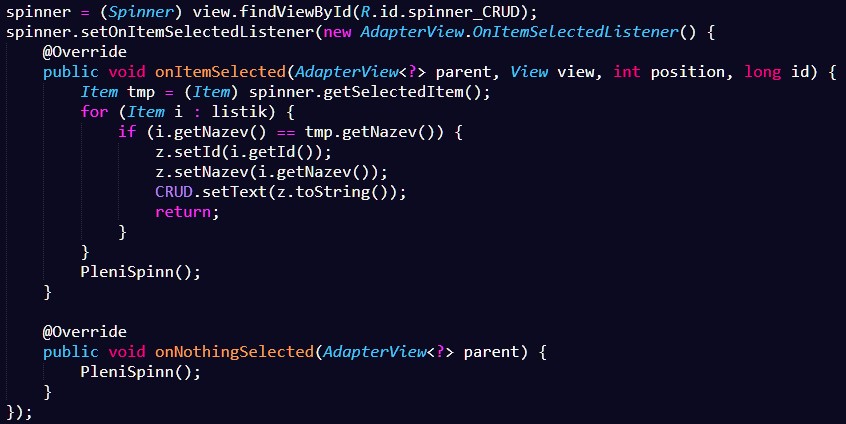 spinner = (Spinner) view.findViewById(R.id.spinner_CRUD);
spinner.setOnItemSelectedListener(new AdapterView.OnItemSelectedListener() {
    @Override
    public void onItemSelected(AdapterView<?> parent, View view, int position, long id) {
        Item tmp = (Item) spinner.getSelectedItem();
        for (Item i : listik) {
            if (i.getNazev() == tmp.getNazev()) {
                z.setId(i.getId());
                z.setNazev(i.getNazev());
                CRUD.setText(z.toString());
                return;
            }
        }
        PleniSpinn();
    }

    @Override
    public void onNothingSelected(AdapterView<?> parent) {
        PleniSpinn();
    }
});